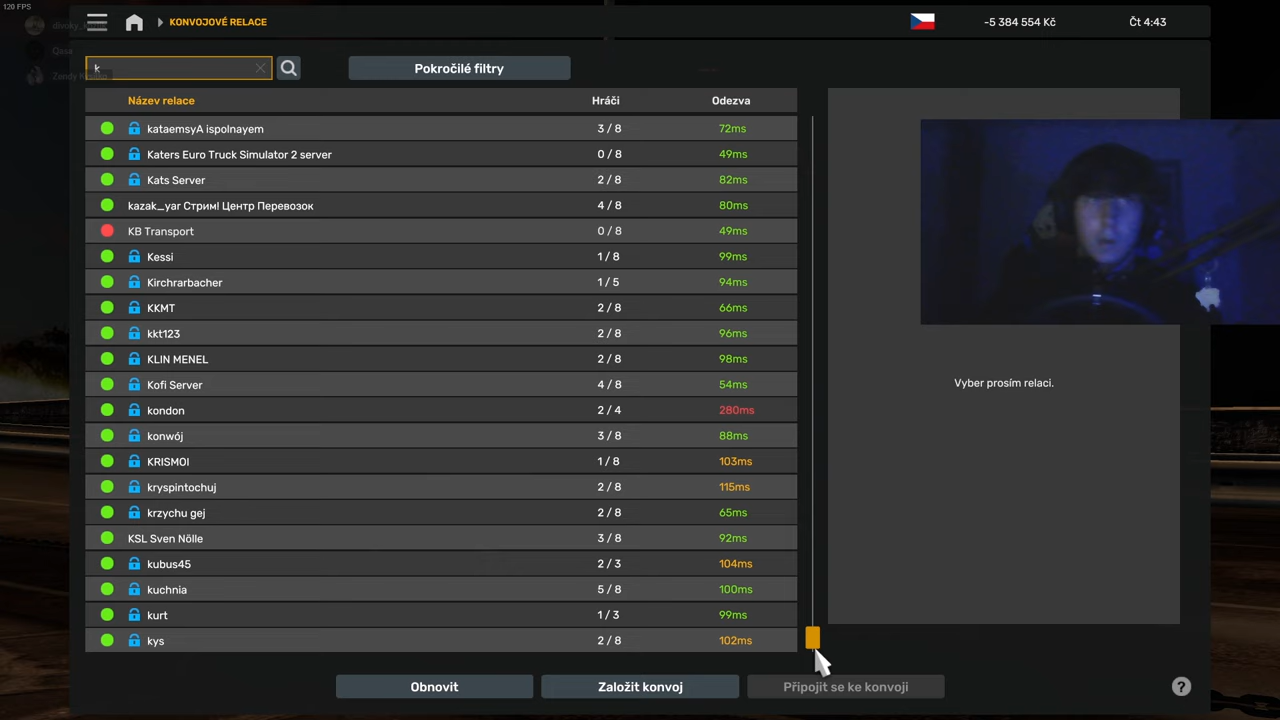 120 FPS
KONVOJOVÉ RELACE
-5 384 554 Kč
Čt 4:43
k
Pokročilé filtry
Název relace Hráči Odezva
kataemsyA ispolnayem 3 / 8 72ms
Katers Euro Truck Simulator 2 server 0 / 8 49ms
Kats Server 2 / 8 82ms
kazak_yar Стрим! Центр Перевозок 4 / 8 80ms
KB Transport 0 / 8 49ms
Kessi 1 / 8 99ms
Kirchrarbacher 1 / 5 94ms
KKMT 2 / 8 66ms
kkt123 2 / 8 96ms
KLIN MENEL 2 / 8 98ms
Kofi Server 4 / 8 54ms
kondon 2 / 4 280ms
konwój 3 / 8 88ms
KRISMOI 1 / 8 103ms
kryspintochuj 2 / 8 115ms
krzychu gej 2 / 8 65ms
KSL Sven Nölle 3 / 8 92ms
kubus45 2 / 3 104ms
kuchnia 5 / 8 100ms
kurt 1 / 3 99ms
kys 2 / 8 102ms
Vyber prosím relaci.
Obnovit
Založit konvoj
Připojit se ke konvoji
?